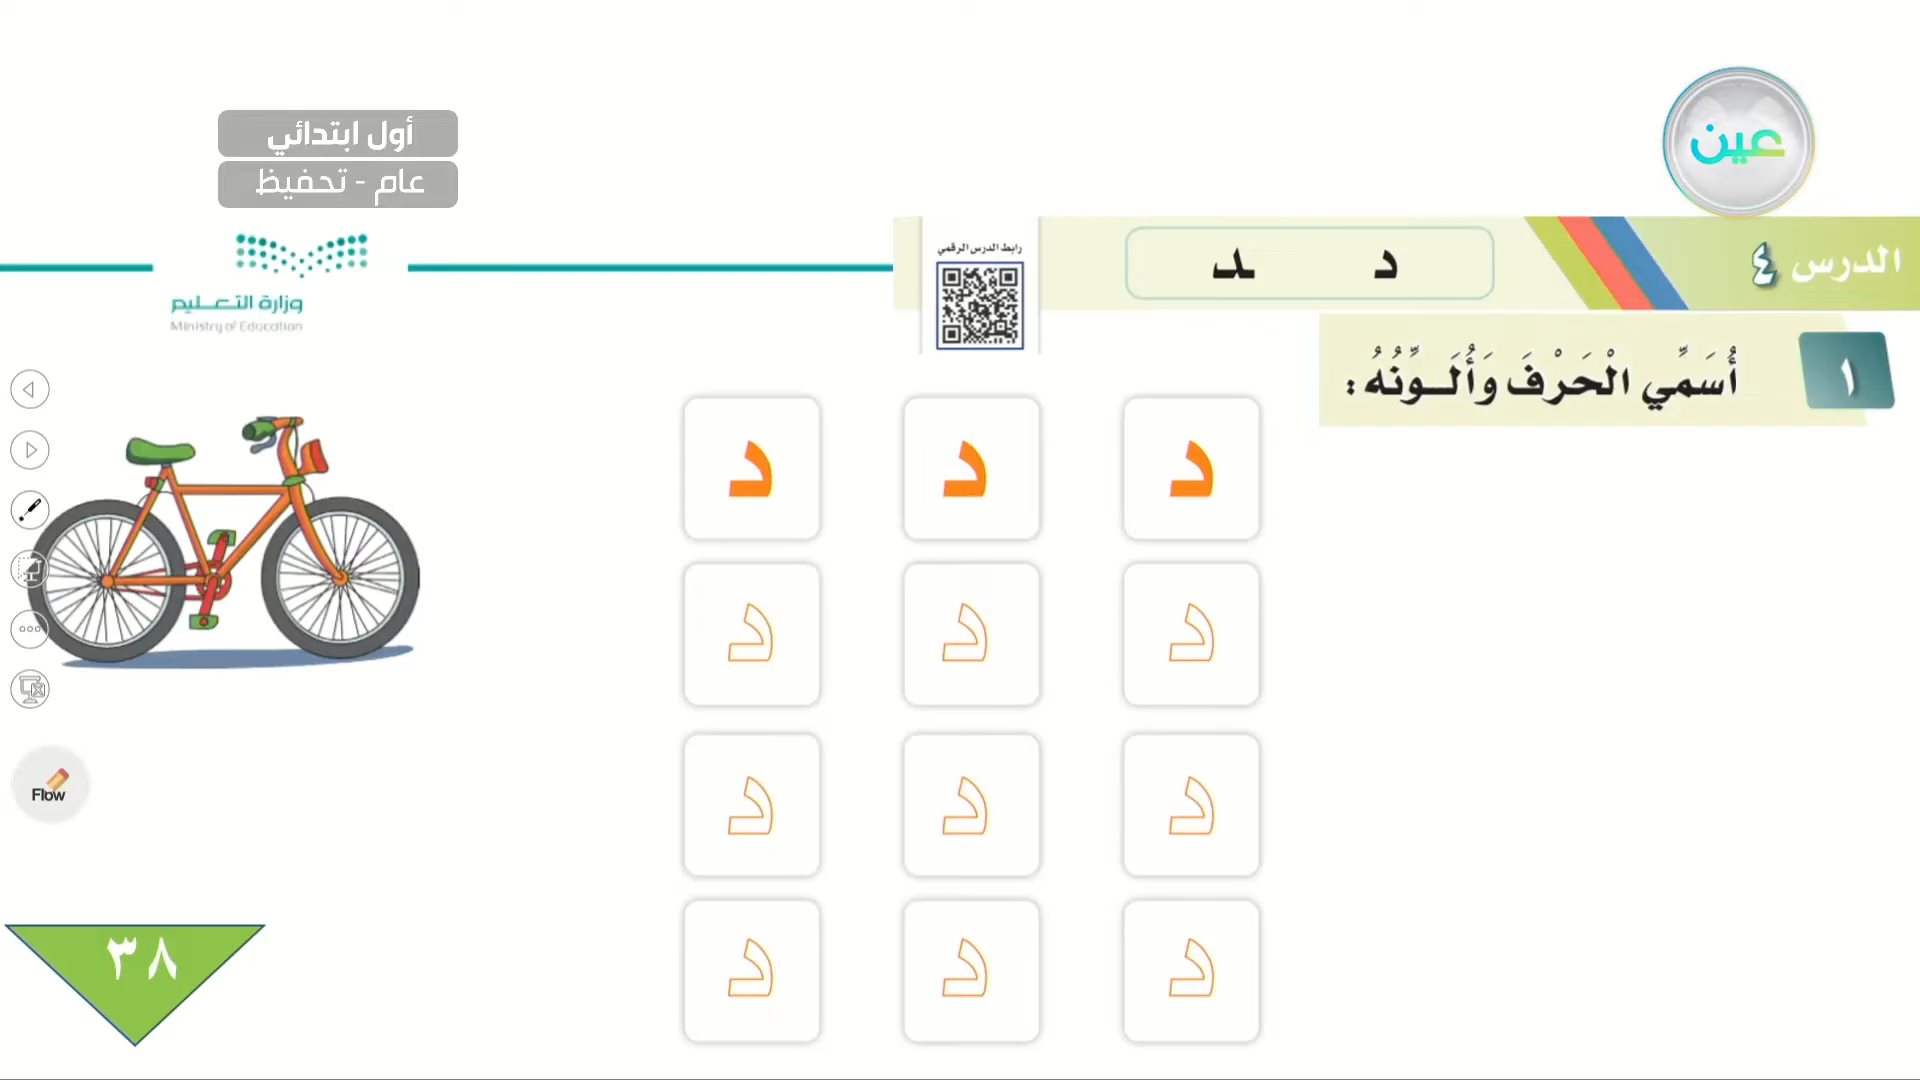 أول ابتدائي
عام - تحفيظ
عين
وزارة التعليم
Ministry of Education
رابط الدرس الرقمي
الدرس ٤
د ـد
١
أُسَمِّي الْحَرْفَ وَأُلَـوِّنُهُ :
د د د
د د د
د د د
د د د
Flow
٣٨